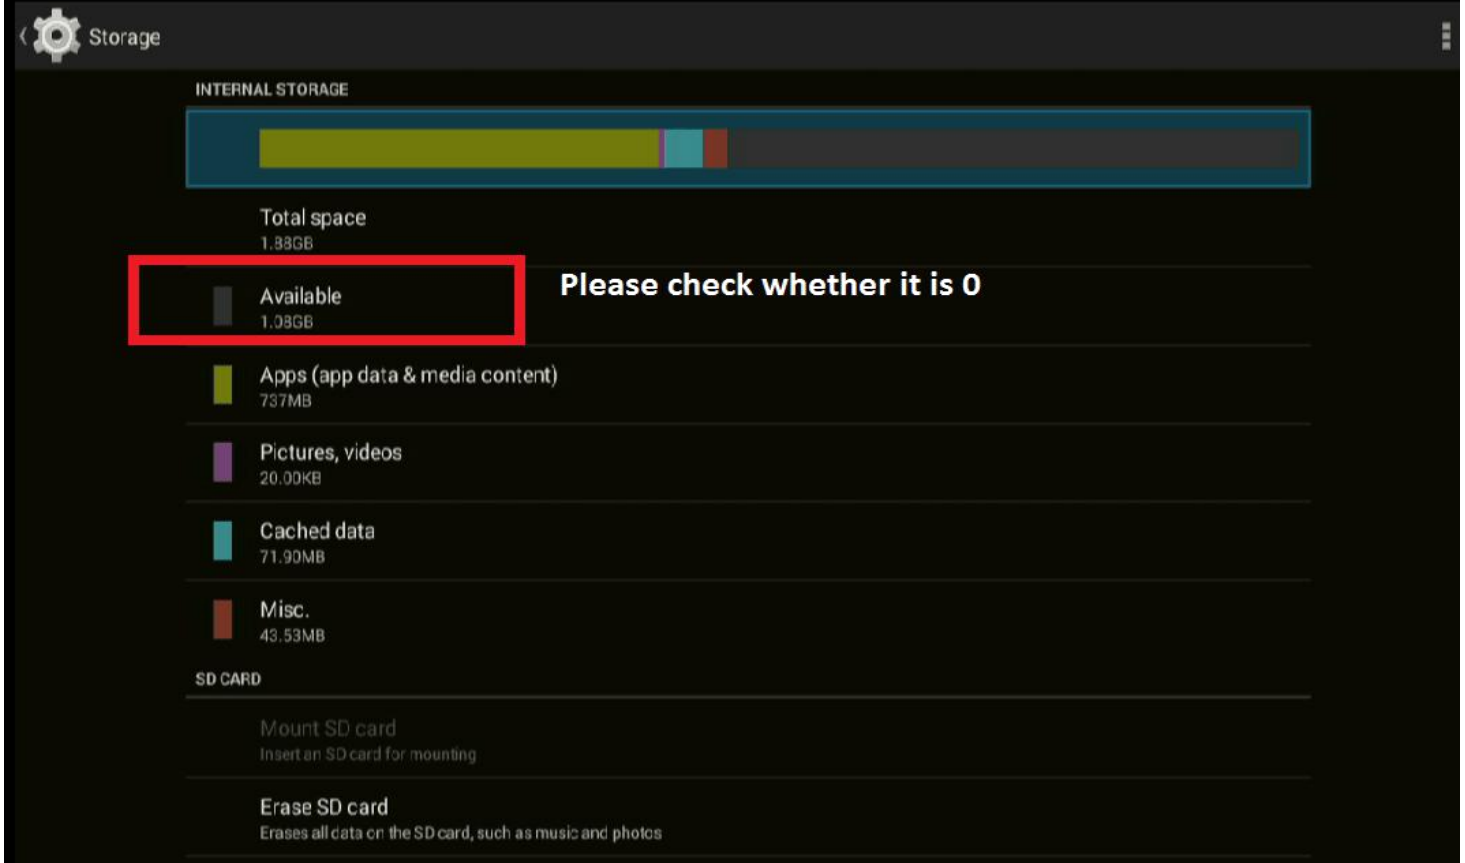 Storage
INTERNAL STORAGE
Total space
1.88GB
Available
1.08GB
Please check whether it is 0
Apps (app data & media content)
737MB
Pictures, videos
20.00KB
Cached data
71.90MB
Misc.
43.53MB
SD CARD
Mount SD card
Insert an SD card for mounting
Erase SD card
Erases all data on the SD card, such as music and photos